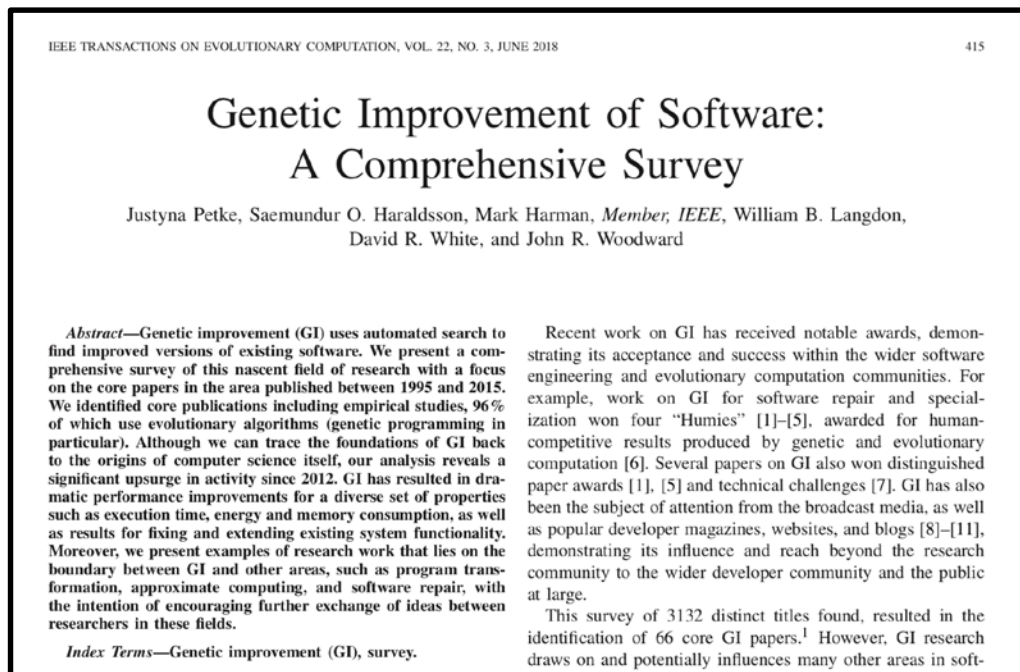 IEEE TRANSACTIONS ON EVOLUTIONARY COMPUTATION, VOL. 22, NO. 3, JUNE 2018 415
Genetic Improvement of Software:
A Comprehensive Survey
Justyna Petke, Saemundur O. Haraldsson, Mark Harman, Member, IEEE, William B. Langdon,
David R. White, and John R. Woodward
Abstract—Genetic improvement (GI) uses automated search to
find improved versions of existing software. We present a com-
prehensive survey of this nascent field of research with a focus
on the core papers in the area published between 1995 and 2015.
We identified core publications including empirical studies, 96%
of which use evolutionary algorithms (genetic programming in
particular). Although we can trace the foundations of GI back
to the origins of computer science itself, our analysis reveals a
significant upsurge in activity since 2012. GI has resulted in dra-
matic performance improvements for a diverse set of properties
such as execution time, energy and memory consumption, as well
as results for fixing and extending existing system functionality.
Moreover, we present examples of research work that lies on the
boundary between GI and other areas, such as program trans-
formation, approximate computing, and software repair, with
the intention of encouraging further exchange of ideas between
researchers in these fields.
Index Terms—Genetic improvement (GI), survey.
Recent work on GI has received notable awards, demon-
strating its acceptance and success within the wider software
engineering and evolutionary computation communities. For
example, work on GI for software repair and special-
ization won four “Humies” [1]–[5], awarded for human-
competitive results produced by genetic and evolutionary
computation [6]. Several papers on GI also won distinguished
paper awards [1], [5] and technical challenges [7]. GI has also
been the subject of attention from the broadcast media, as well
as popular developer magazines, websites, and blogs [8]–[11],
demonstrating its influence and reach beyond the research
community to the wider developer community and the public
at large.
This survey of 3132 distinct titles found, resulted in the
identification of 66 core GI papers.1 However, GI research
draws on and potentially influences many other areas in soft-